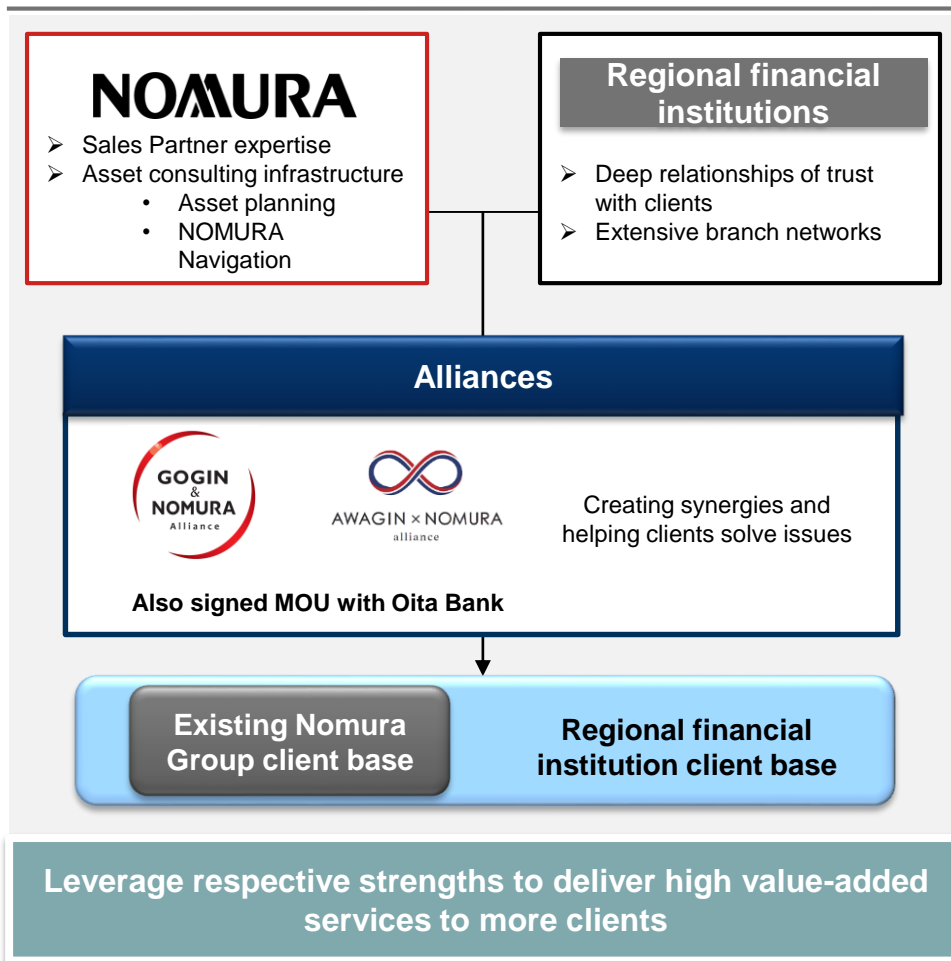 NOMURA
➢ Sales Partner expertise
➢ Asset consulting infrastructure
• Asset planning
• NOMURA
Navigation
Regional financial
institutions
➢ Deep relationships of trust
with clients
➢ Extensive branch networks
Alliances
GOGIN
&
NOMURA
Alliance
AWAGIN × NOMURA
alliance
Creating synergies and
helping clients solve issues
Also signed MOU with Oita Bank
Existing Nomura
Group client base
Regional financial
institution client base
Leverage respective strengths to deliver high value-added
services to more clients